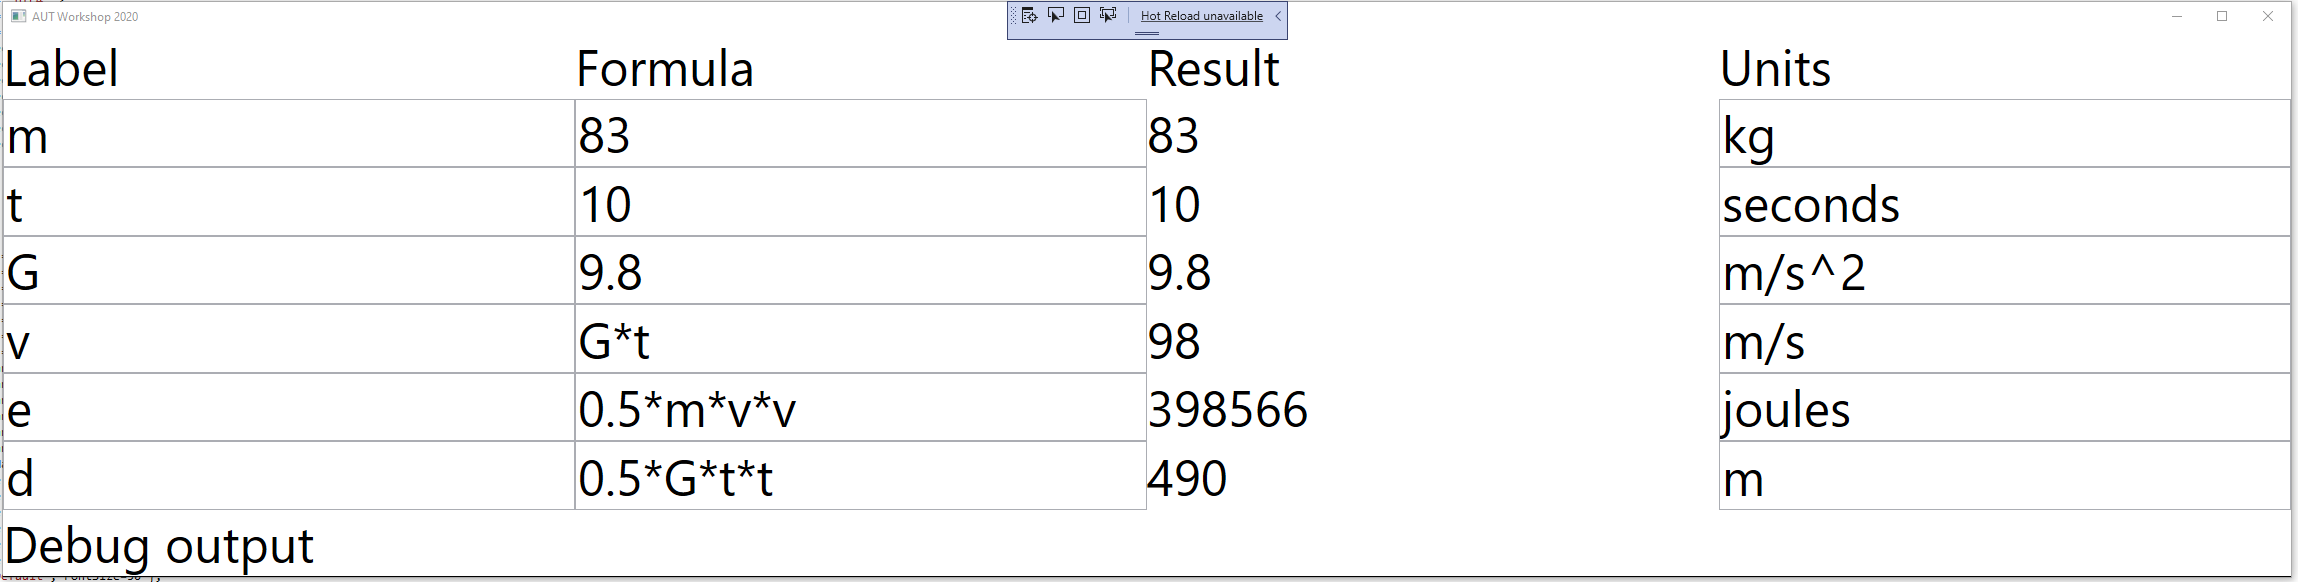 AUT Workshop 2020
Hot Reload unavailable
Label Formula Result Units
m 83 83 kg
t 10 10 seconds
G 9.8 9.8 m/s^2
v G*t 98 m/s
e 0.5*m*v*v 398566 joules
d 0.5*G*t*t 490 m
Debug output